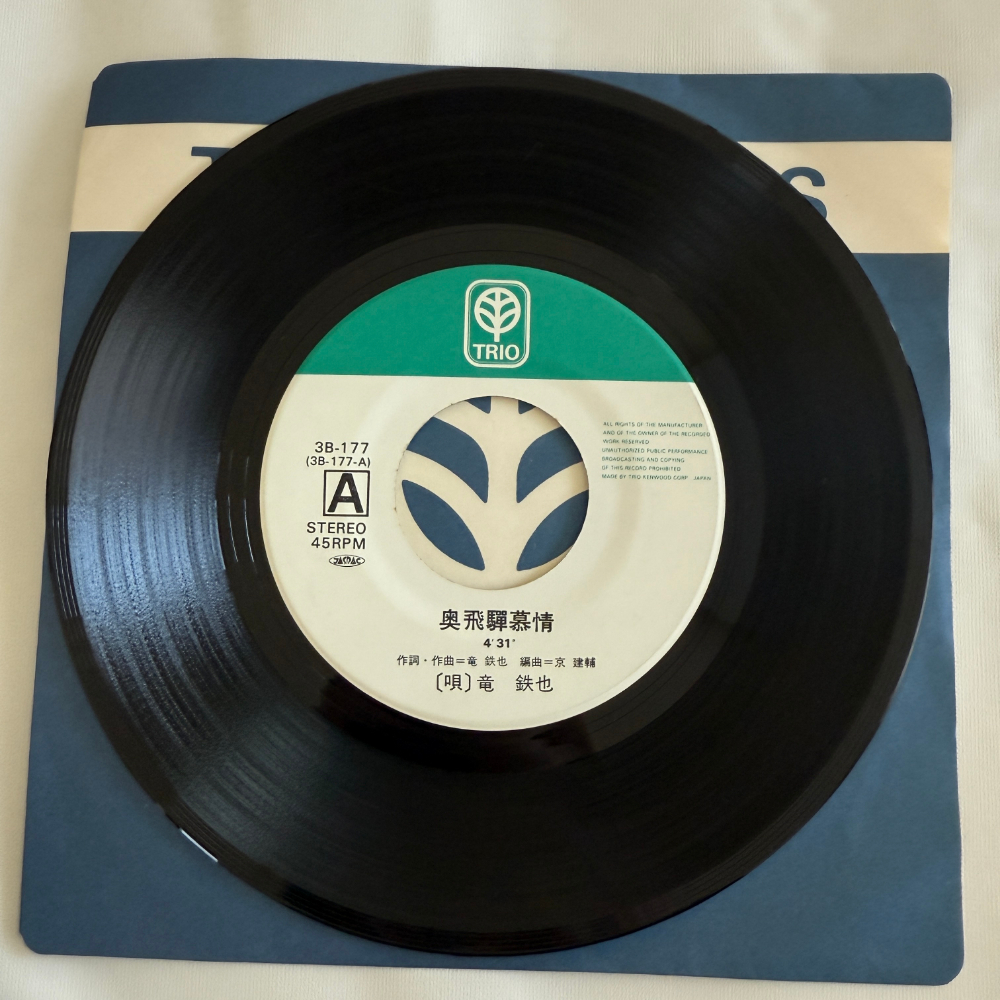 T S
TRIO
3B-177
(3B-177-A)
A
STEREO
45RPM
JASRAC
ALL RIGHTS OF THE MANUFACTURER
AND OF THE OWNER OF THE RECORDED
WORK RESERVED
UNAUTHORIZED PUBLIC PERFORMANCE
BROADCASTING AND COPYING
OF THIS RECORD PROHIBITED
MADE BY TRIO KENWOOD CORP. JAPAN
奥飛驒慕情
4'31"
作詞・作曲=竜 鉄也 編曲=京 建輔
〔唄〕竜 鉄也